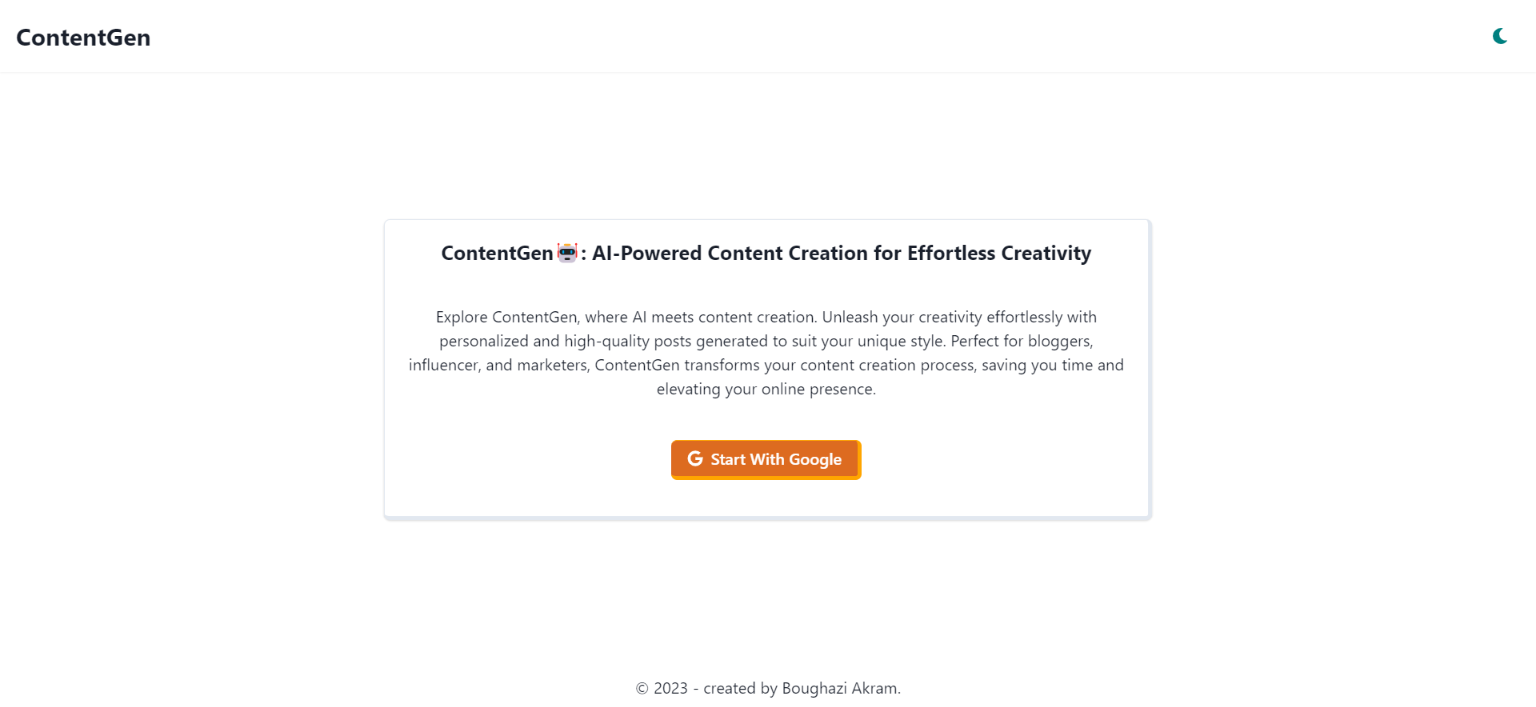 ContentGen
ContentGen🤖: AI-Powered Content Creation for Effortless Creativity
Explore ContentGen, where AI meets content creation. Unleash your creativity effortlessly with
personalized and high-quality posts generated to suit your unique style. Perfect for bloggers,
influencer, and marketers, ContentGen transforms your content creation process, saving you time and
elevating your online presence.
Start With Google
© 2023 - created by Boughazi Akram.